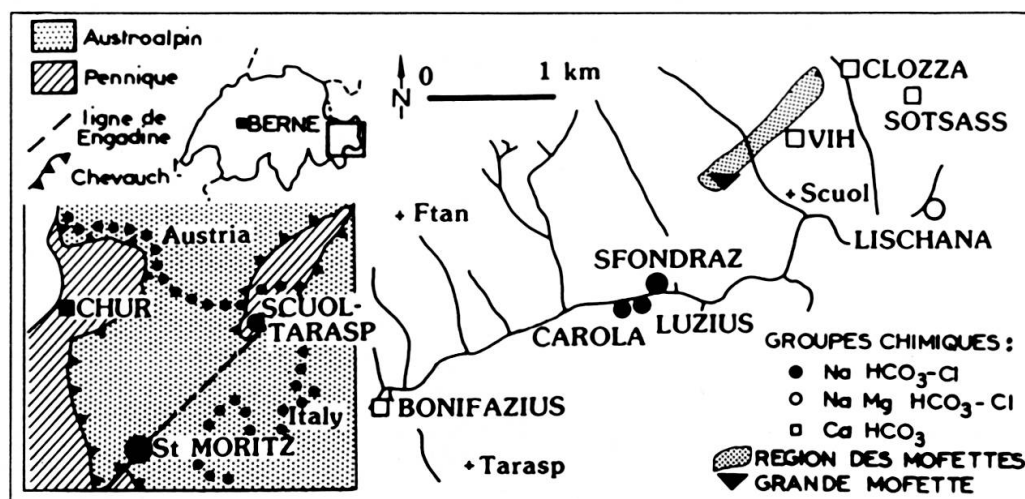 Austroalpin
Pennique
ligne de
Engadine
Chevauch!
BERNE
N
0 1 km
CLOZZA
SOTSASS
VIH
Scuol
LISCHANA
Ftan
SFONDRAZ
CAROLA
LUZIUS
BONIFAZIUS
Tarasp
Austria
CHUR
SCUOL-
TARASP
Italy
St MORITZ
GROUPES CHIMIQUES :
Na HCO₃-Cl
Na Mg HCO₃-Cl
Ca HCO₃
REGION DES MOFETTES
GRANDE MOFETTE